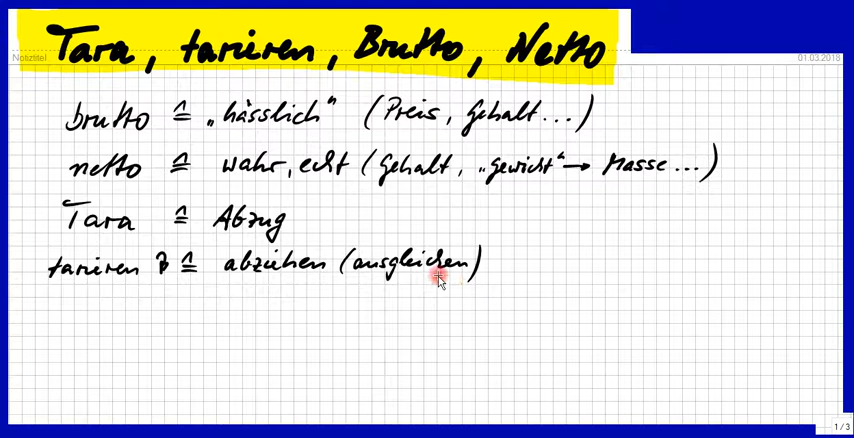 Tara, tarieren, Brutto, Netto
Notiztitel 01.03.2018
brutto ≙ „hässlich“ (Preis, Gehalt...)
netto ≙ wahr, echt (Gehalt, „Gewicht“ → Masse...)
Tara ≙ Abzug
tarieren ≙ abziehen (ausgleichen)
1 / 3